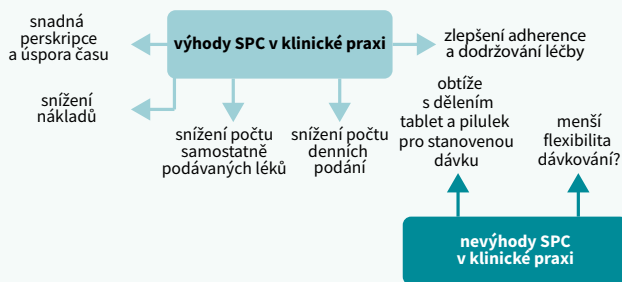 snadná
perskripce
a úspora času
výhody SPC v klinické praxi
zlepšení adherence
a dodržování léčby
snížení
nákladů
snížení počtu
samostatně
podávaných léků
snížení počtu
denních
podání
obtíže
s dělením
tablet a pilulek
pro stanovenou
dávku
menší
flexibilita
dávkování?
nevýhody SPC
v klinické praxi